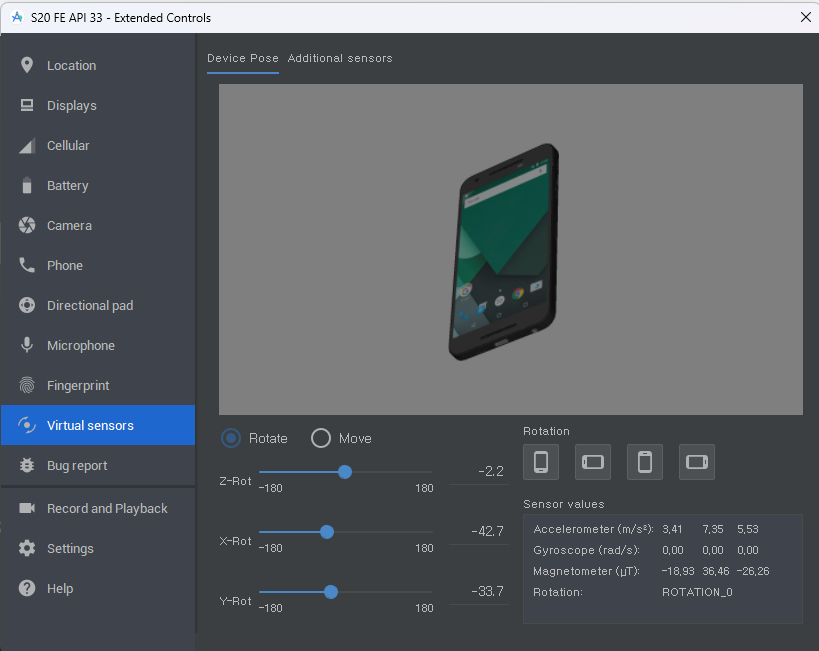 S20 FE API 33 - Extended Controls
Location
Displays
Cellular
Battery
Camera
Phone
Directional pad
Microphone
Fingerprint
Virtual sensors
Bug report
Record and Playback
Settings
Help
Device Pose Additional sensors
Rotate Move
Z-Rot -180 180 -2.2
X-Rot -180 180 -42.7
Y-Rot -180 180 -33.7
Rotation
Sensor values
Accelerometer (m/s²): 3,41 7,35 5,53
Gyroscope (rad/s): 0,00 0,00 0,00
Magnetometer (μT): -18,93 36,46 -26,26
Rotation: ROTATION_0